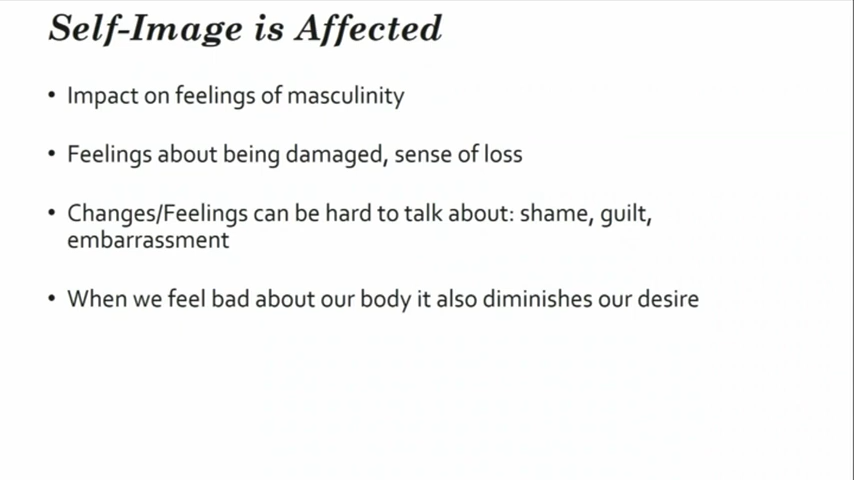 Self-Image is Affected
• Impact on feelings of masculinity
• Feelings about being damaged, sense of loss
• Changes/Feelings can be hard to talk about: shame, guilt,
embarrassment
• When we feel bad about our body it also diminishes our desire